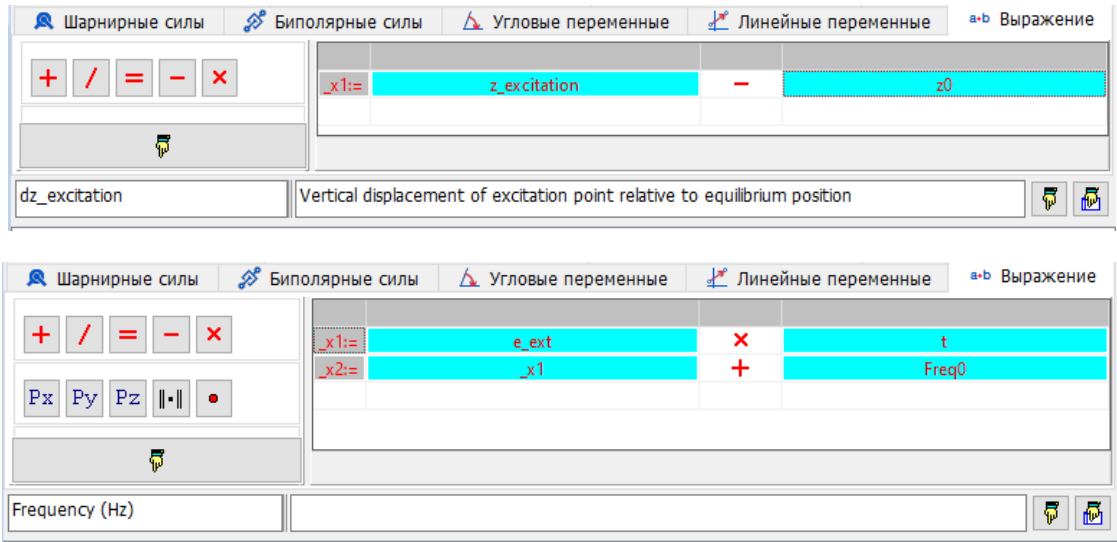 Шарнирные силы Биполярные силы Угловые переменные Линейные переменные a+b Выражение
+ / = − ×
_x1:= z_excitation − z0
dz_excitation Vertical displacement of excitation point relative to equilibrium position
Шарнирные силы Биполярные силы Угловые переменные Линейные переменные a+b Выражение
+ / = − ×
_x1:= e_ext × t
_x2:= _x1 + Freq0
Px Py Pz ‖•‖ •
Frequency (Hz)